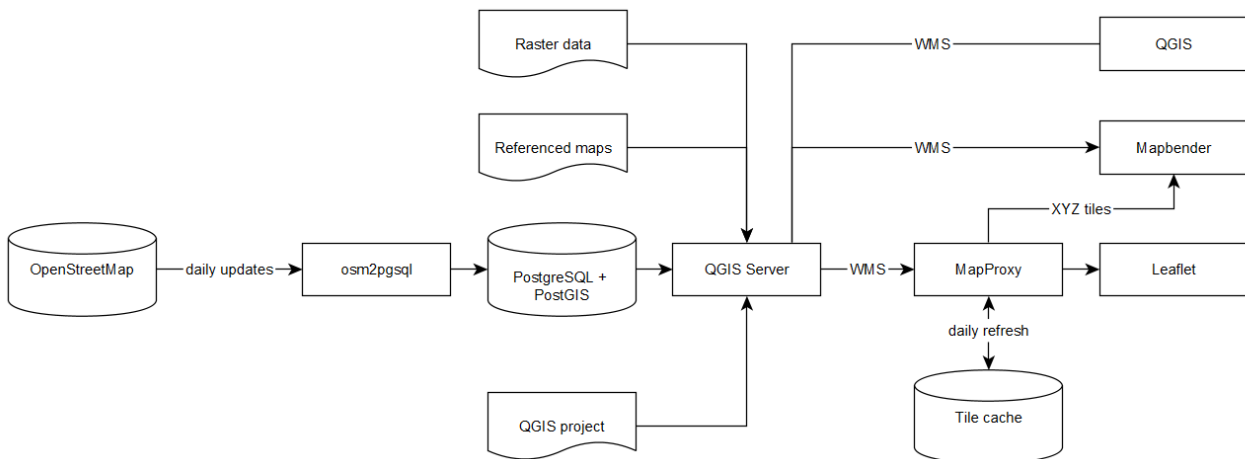 Raster data
WMS
QGIS
Referenced maps
WMS
Mapbender
XYZ tiles
OpenStreetMap
daily updates
osm2pgsql
PostgreSQL +
PostGIS
QGIS Server
WMS
MapProxy
Leaflet
daily refresh
QGIS project
Tile cache